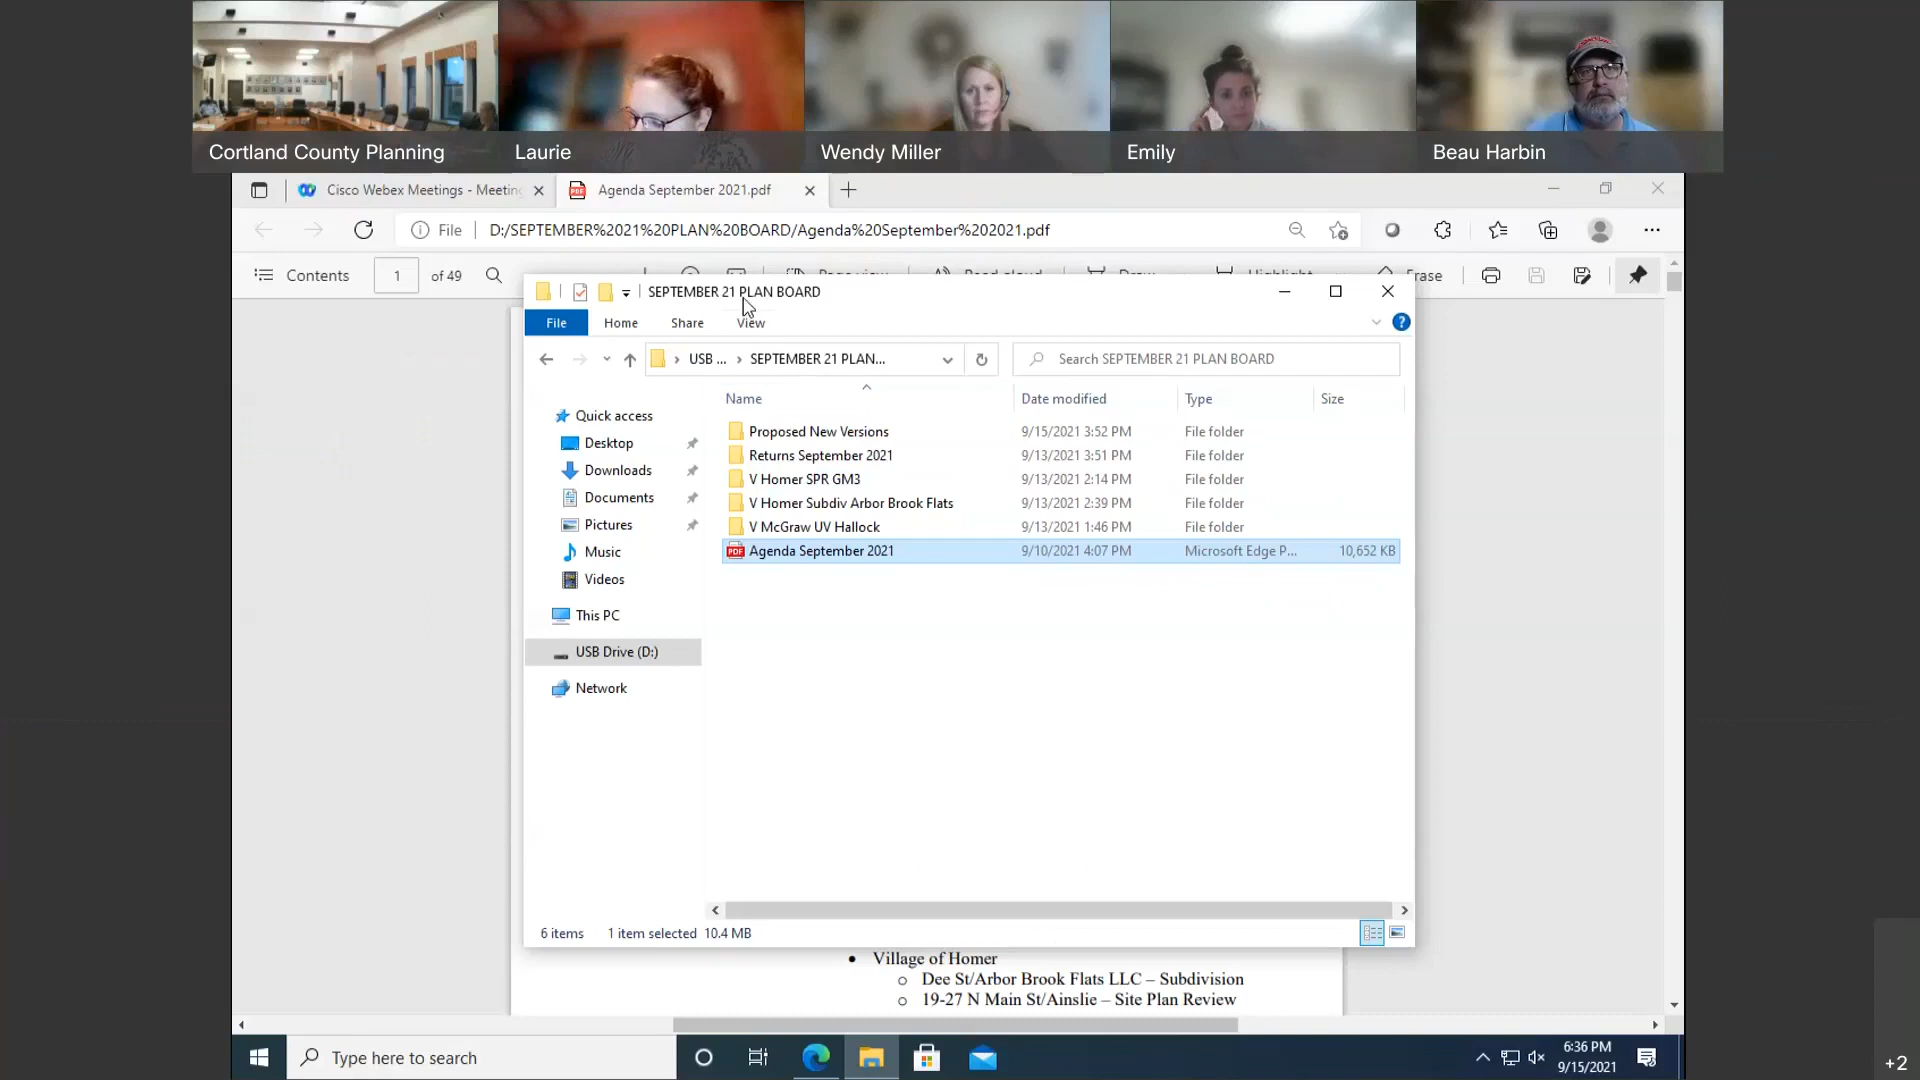 Cortland County Planning
Laurie
Wendy Miller
Emily
Beau Harbin
Cisco Webex Meetings - Meeting
Agenda September 2021.pdf
File
D:/SEPTEMBER%2021%20PLAN%20BOARD/Agenda%20September%202021.pdf
Contents
1
of 49
Page view
Read aloud
Draw
Highlight
Erase
SEPTEMBER 21 PLAN BOARD
File
Home
Share
View
USB ...
SEPTEMBER 21 PLAN...
Search SEPTEMBER 21 PLAN BOARD
Name
Date modified
Type
Size
Quick access
Desktop
Downloads
Documents
Pictures
Music
Videos
This PC
USB Drive (D:)
Network
Proposed New Versions 9/15/2021 3:52 PM File folder
Returns September 2021 9/13/2021 3:51 PM File folder
V Homer SPR GM3 9/13/2021 2:14 PM File folder
V Homer Subdiv Arbor Brook Flats 9/13/2021 2:39 PM File folder
V McGraw UV Hallock 9/13/2021 1:46 PM File folder
PDF Agenda September 2021 9/10/2021 4:07 PM Microsoft Edge P... 10,652 KB
6 items
1 item selected 10.4 MB
• Village of Homer
o Dee St/Arbor Brook Flats LLC – Subdivision
o 19-27 N Main St/Ainslie – Site Plan Review
Type here to search
6:36 PM
9/15/2021
+2